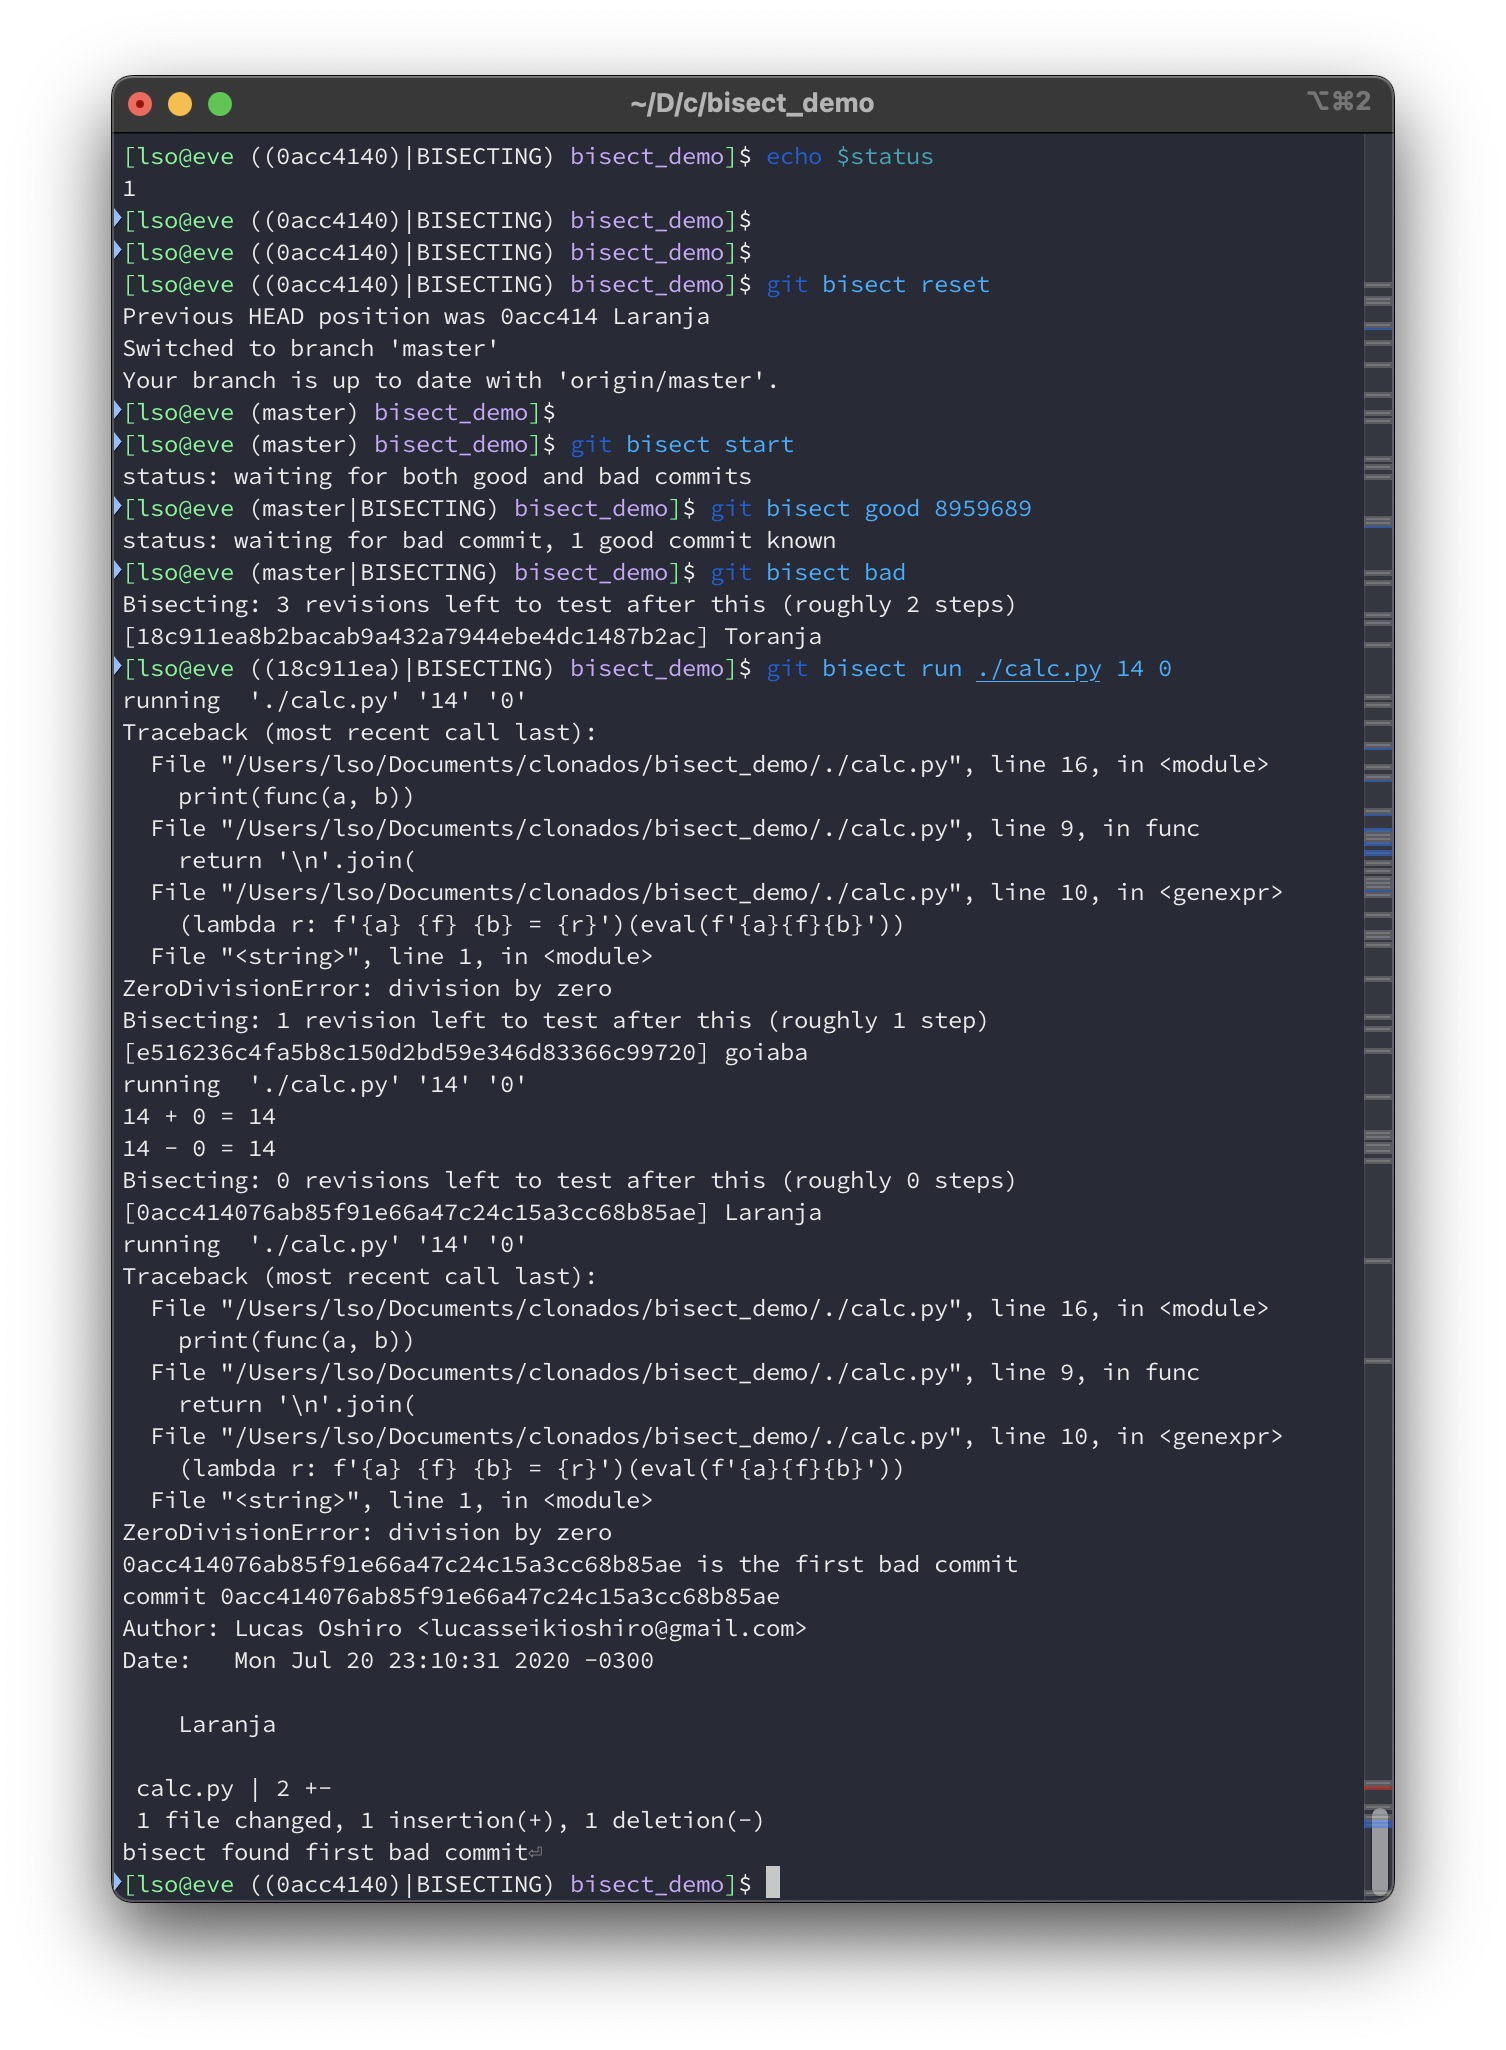 ~/D/c/bisect_demo
⌥⌘2
[lso@eve ((0acc4140)|BISECTING) bisect_demo]$ echo $status
1
[lso@eve ((0acc4140)|BISECTING) bisect_demo]$
[lso@eve ((0acc4140)|BISECTING) bisect_demo]$
[lso@eve ((0acc4140)|BISECTING) bisect_demo]$ git bisect reset
Previous HEAD position was 0acc414 Laranja
Switched to branch 'master'
Your branch is up to date with 'origin/master'.
[lso@eve (master) bisect_demo]$
[lso@eve (master) bisect_demo]$ git bisect start
status: waiting for both good and bad commits
[lso@eve (master|BISECTING) bisect_demo]$ git bisect good 8959689
status: waiting for bad commit, 1 good commit known
[lso@eve (master|BISECTING) bisect_demo]$ git bisect bad
Bisecting: 3 revisions left to test after this (roughly 2 steps)
[18c911ea8b2bacab9a432a7944ebe4dc1487b2ac] Toranja
[lso@eve ((18c911ea)|BISECTING) bisect_demo]$ git bisect run ./calc.py 14 0
running  './calc.py' '14' '0'
Traceback (most recent call last):
  File "/Users/lso/Documents/clonados/bisect_demo/./calc.py", line 16, in <module>
    print(func(a, b))
  File "/Users/lso/Documents/clonados/bisect_demo/./calc.py", line 9, in func
    return '\n'.join(
  File "/Users/lso/Documents/clonados/bisect_demo/./calc.py", line 10, in <genexpr>
    (lambda r: f'{a} {f} {b} = {r}')(eval(f'{a}{f}{b}'))
  File "<string>", line 1, in <module>
ZeroDivisionError: division by zero
Bisecting: 1 revision left to test after this (roughly 1 step)
[e516236c4fa5b8c150d2bd59e346d83366c99720] goiaba
running  './calc.py' '14' '0'
14 + 0 = 14
14 - 0 = 14
Bisecting: 0 revisions left to test after this (roughly 0 steps)
[0acc414076ab85f91e66a47c24c15a3cc68b85ae] Laranja
running  './calc.py' '14' '0'
Traceback (most recent call last):
  File "/Users/lso/Documents/clonados/bisect_demo/./calc.py", line 16, in <module>
    print(func(a, b))
  File "/Users/lso/Documents/clonados/bisect_demo/./calc.py", line 9, in func
    return '\n'.join(
  File "/Users/lso/Documents/clonados/bisect_demo/./calc.py", line 10, in <genexpr>
    (lambda r: f'{a} {f} {b} = {r}')(eval(f'{a}{f}{b}'))
  File "<string>", line 1, in <module>
ZeroDivisionError: division by zero
0acc414076ab85f91e66a47c24c15a3cc68b85ae is the first bad commit
commit 0acc414076ab85f91e66a47c24c15a3cc68b85ae
Author: Lucas Oshiro <lucasseikioshiro@gmail.com>
Date:   Mon Jul 20 23:10:31 2020 -0300
    Laranja
 calc.py | 2 +-
 1 file changed, 1 insertion(+), 1 deletion(-)
bisect found first bad commit⏎
[lso@eve ((0acc4140)|BISECTING) bisect_demo]$